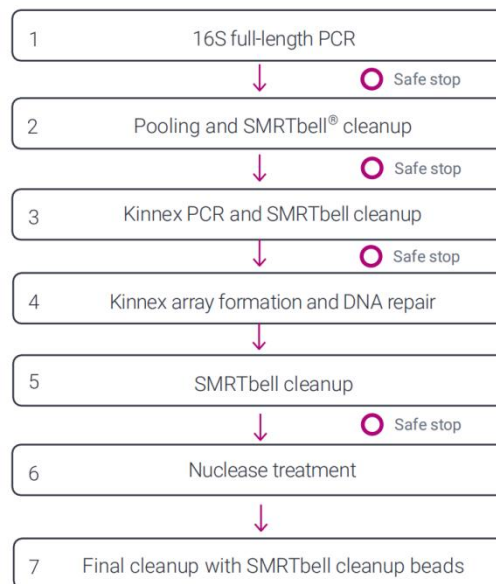 1 16S full-length PCR
Safe stop
2 Pooling and SMRTbell® cleanup
Safe stop
3 Kinnex PCR and SMRTbell cleanup
Safe stop
4 Kinnex array formation and DNA repair
5 SMRTbell cleanup
Safe stop
6 Nuclease treatment
7 Final cleanup with SMRTbell cleanup beads